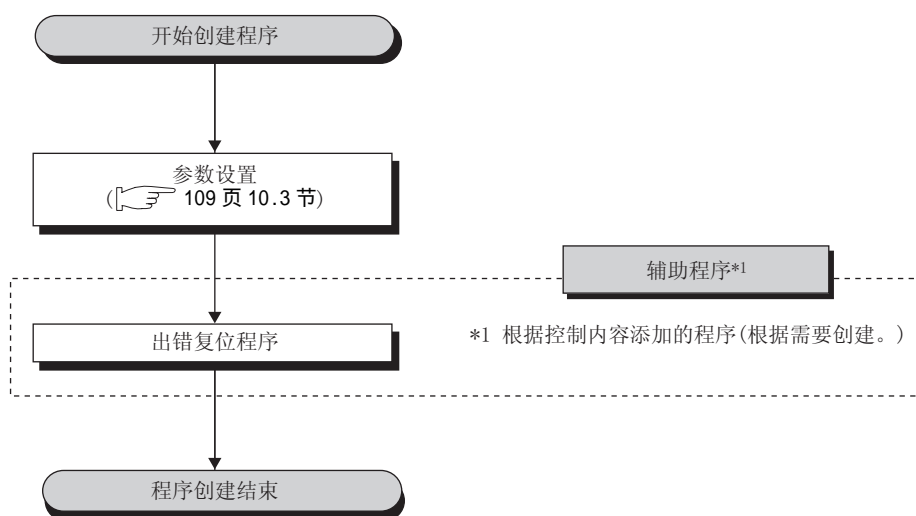 开始创建程序
参数设置
(109 页 10.3 节)
辅助程序*1
*1 根据控制内容添加的程序(根据需要创建。)
出错复位程序
程序创建结束